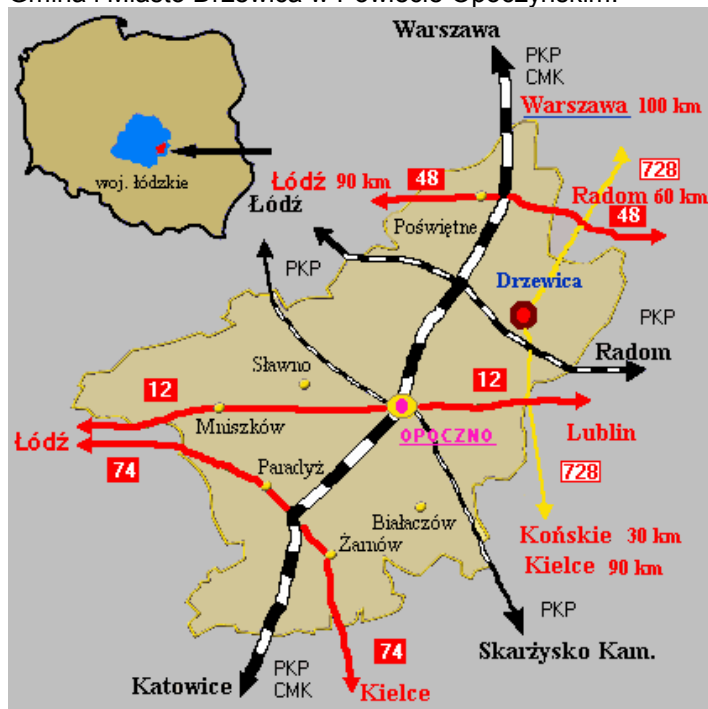 Gmina i Miasto Drzewica w Powiecie Opoczyńskim.
Warszawa
PKP
CMK
Warszawa 100 km
woj. łódzkie
Łódź 90 km
48
728
Radom 60 km
48
Łódź
Poświętne
PKP
Drzewica
PKP
Radom
Sławno
12
12
Mniszków
OPOCZNO
Lublin
Łódź
74
Paradyż
728
Białaczów
Końskie 30 km
Żarnów
Kielce 90 km
PKP
Skarżysko Kam.
74
PKP
CMK
Katowice
Kielce